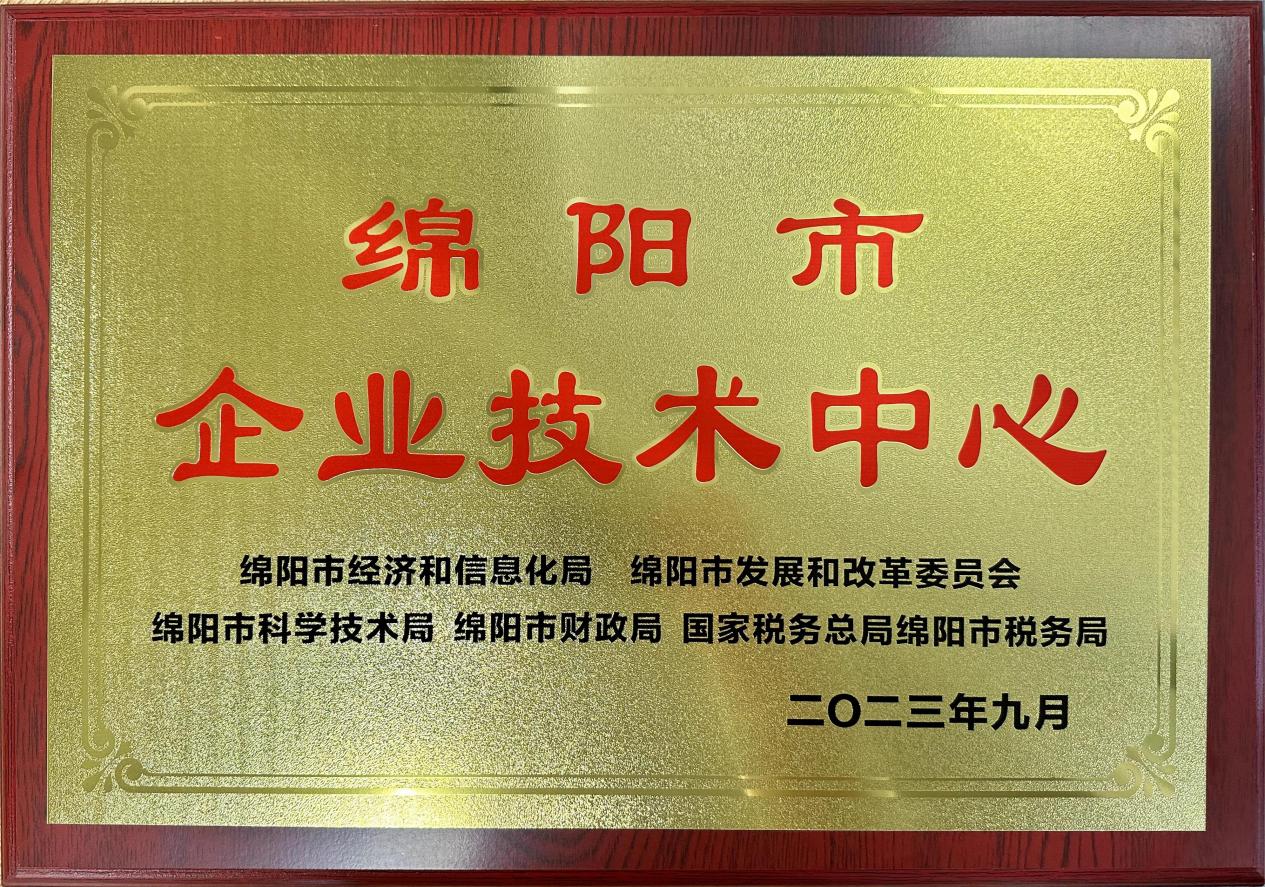 绵阳市
企业技术中心
绵阳市经济和信息化局 绵阳市发展和改革委员会
绵阳市科学技术局 绵阳市财政局 国家税务总局绵阳市税务局
二〇二三年九月